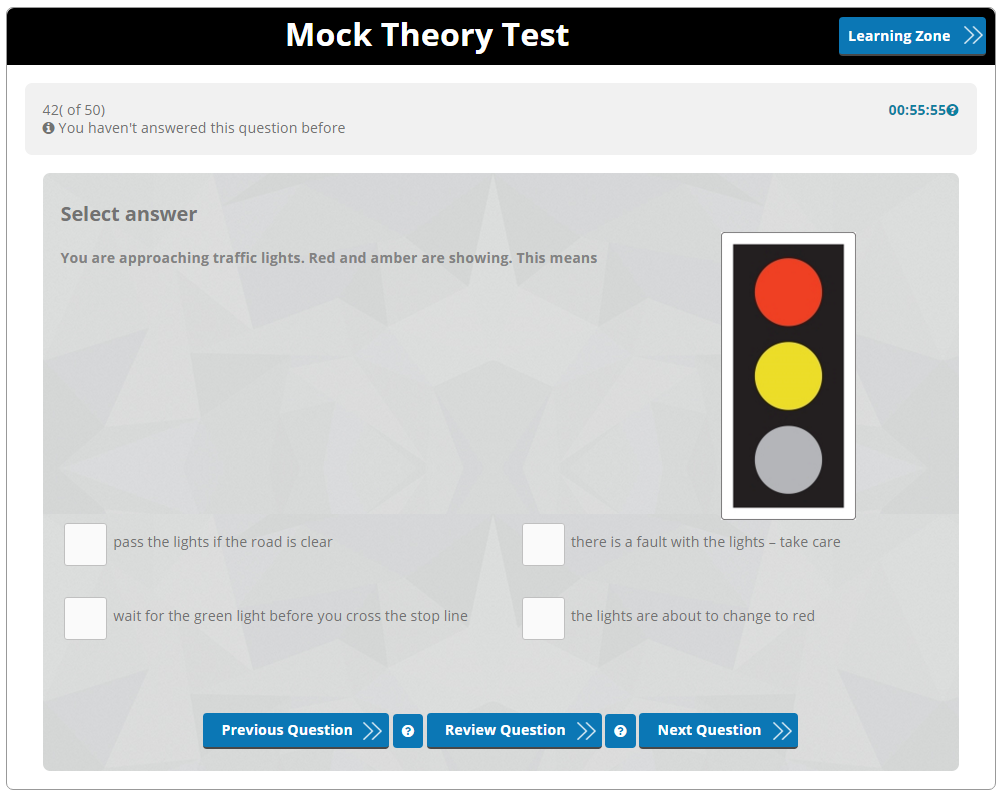 Mock Theory Test
Learning Zone
42( of 50)
00:55:55
You haven't answered this question before
Select answer
You are approaching traffic lights. Red and amber are showing. This means
pass the lights if the road is clear
there is a fault with the lights – take care
wait for the green light before you cross the stop line
the lights are about to change to red
Previous Question
Review Question
Next Question